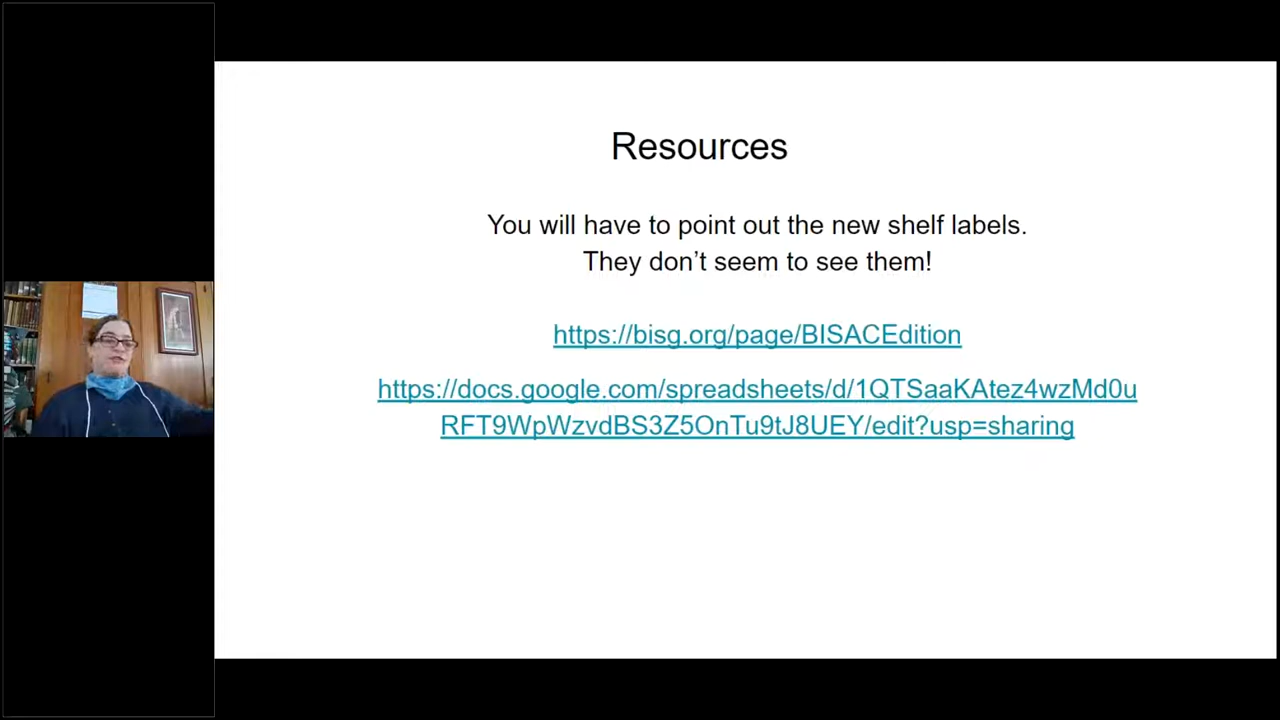 Resources
You will have to point out the new shelf labels.
They don’t seem to see them!
https://bisg.org/page/BISACEdition
https://docs.google.com/spreadsheets/d/1QTSaaKAtez4wzMd0u
RFT9WpWzvdBS3Z5OnTu9tJ8UEY/edit?usp=sharing